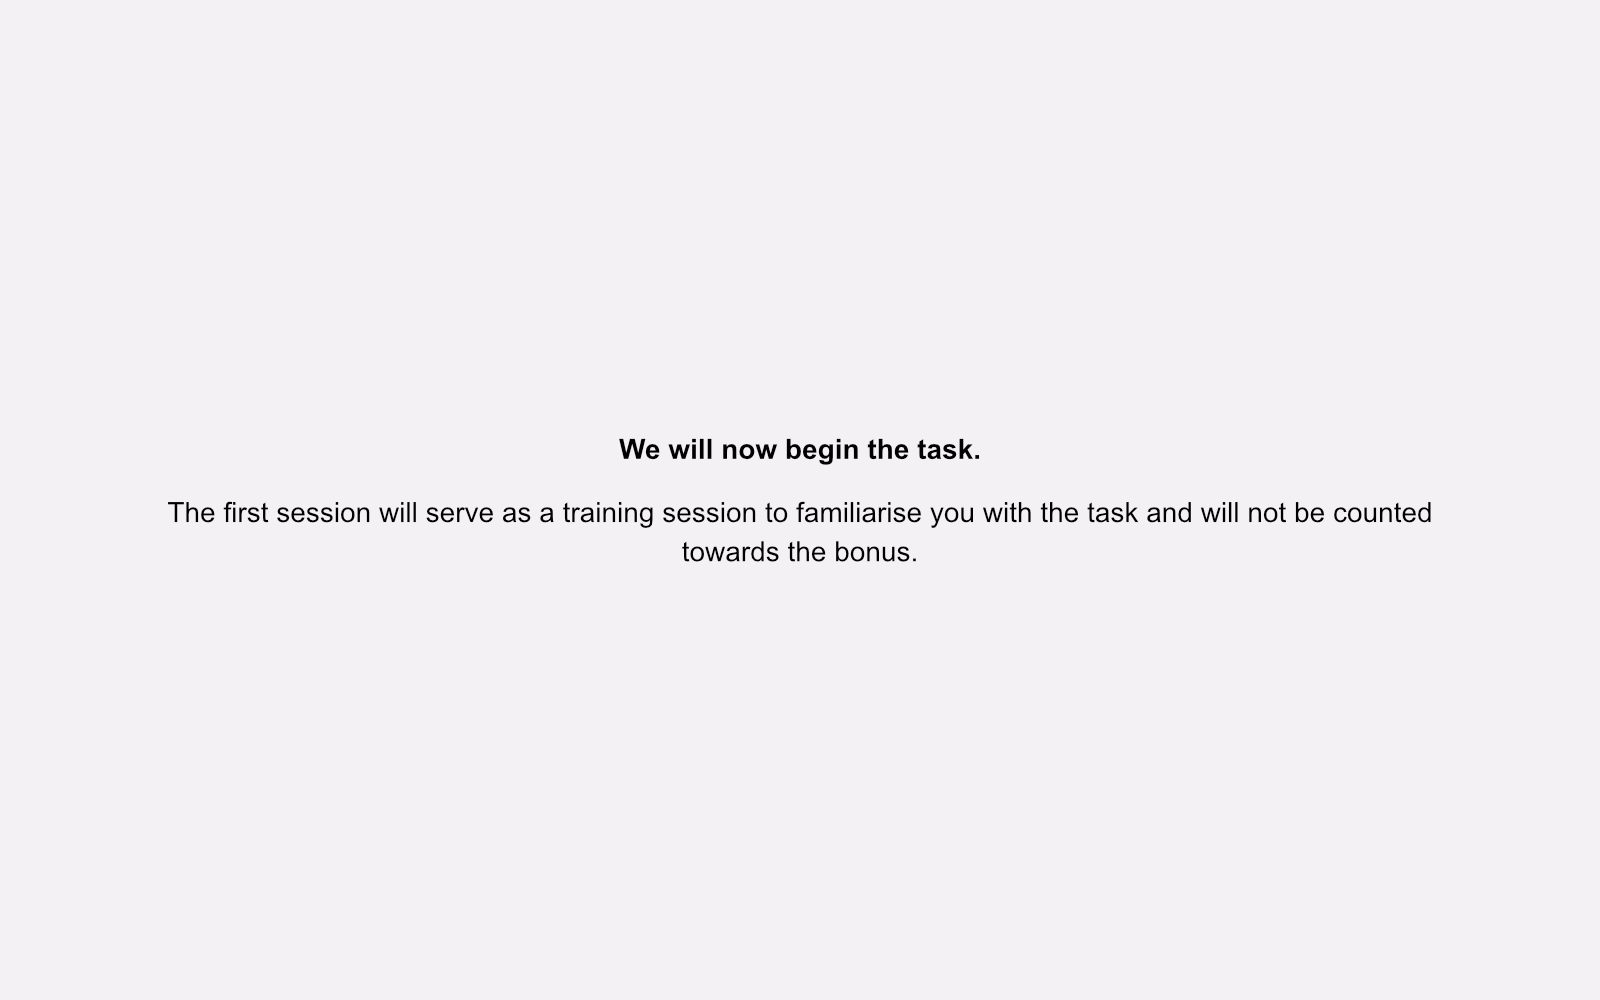 We will now begin the task.
The first session will serve as a training session to familiarise you with the task and will not be counted
towards the bonus.